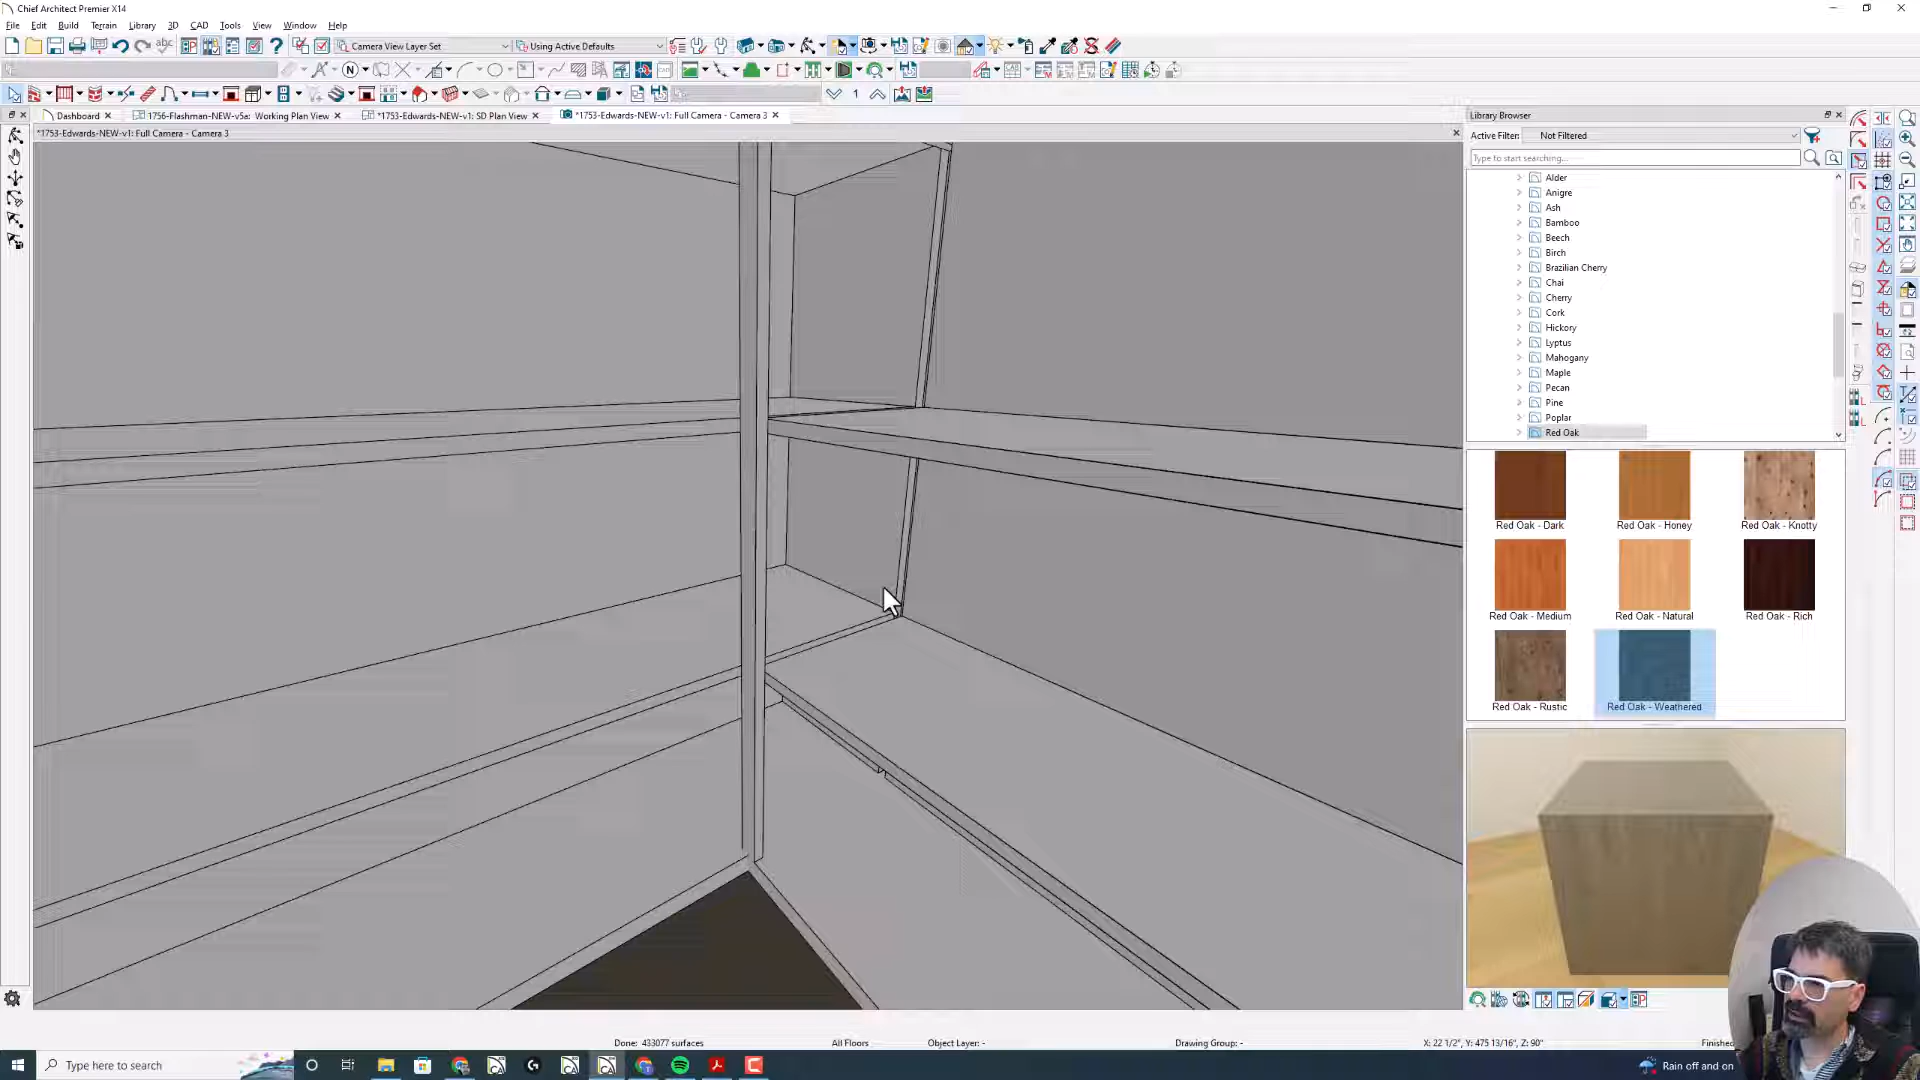 Chief Architect Premier X14
File Edit Build Terrain Library 3D CAD Tools View Window Help
Camera View Layer Set
Using Active Defaults
1
Dashboard
1756-Flashman-NEW-v5a: Working Plan View
*1753-Edwards-NEW-v1: SD Plan View
*1753-Edwards-NEW-v1: Full Camera - Camera 3
*1753-Edwards-NEW-v1: Full Camera - Camera 3
Library Browser
Active Filter: Not Filtered
Type to start searching...
Alder
Anigre
Ash
Bamboo
Beech
Birch
Brazilian Cherry
Chai
Cherry
Cork
Hickory
Lyptus
Mahogany
Maple
Pecan
Pine
Poplar
Red Oak
Red Oak - Dark
Red Oak - Honey
Red Oak - Knotty
Red Oak - Medium
Red Oak - Natural
Red Oak - Rich
Red Oak - Rustic
Red Oak - Weathered
Done: 433077 surfaces
All Floors
Object Layer: -
Drawing Group: -
X: 22 1/2", Y: 475 13/16", Z: 90"
Finished
Type here to search
Rain off and on